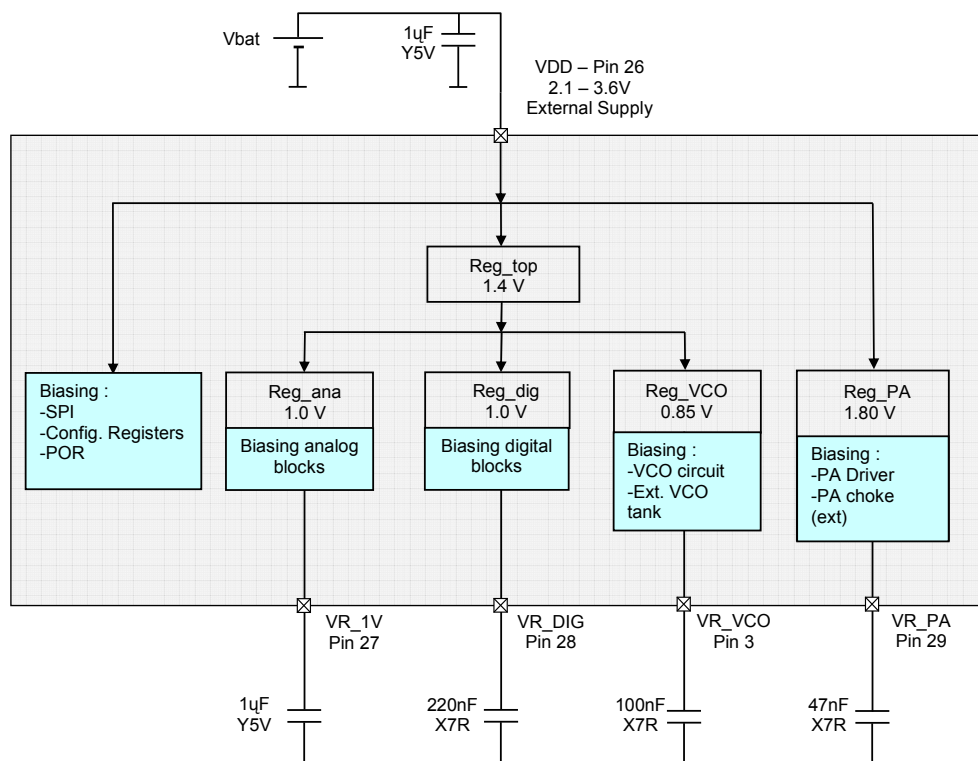 Vbat
1ųF
Y5V
VDD – Pin 26
2.1 – 3.6V
External Supply
Reg_top
1.4 V
Biasing :
-SPI
-Config. Registers
-POR
Reg_ana
1.0 V
Biasing analog
blocks
Reg_dig
1.0 V
Biasing digital
blocks
Reg_VCO
0.85 V
Biasing :
-VCO circuit
-Ext. VCO
tank
Reg_PA
1.80 V
Biasing :
-PA Driver
-PA choke
(ext)
VR_1V
Pin 27
VR_DIG
Pin 28
VR_VCO
Pin 3
VR_PA
Pin 29
1ųF
Y5V
220nF
X7R
100nF
X7R
47nF
X7R